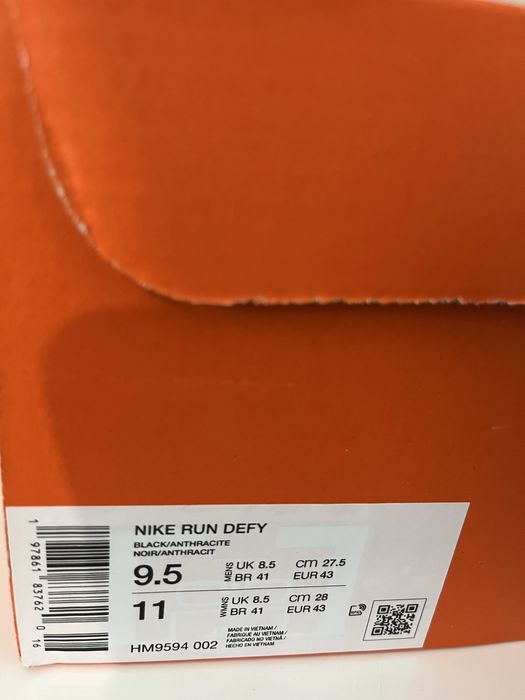 NIKE RUN DEFY
BLACK/ANTHRACITE
NOIR/ANTHRACIT
9.5 MENS UK 8.5 CM 27.5
BR 41 EUR 43
11 WMNS UK 8.5 CM 28
BR 41 EUR 43
MADE IN VIETNAM /
FABRIQUE AU VIETNAM /
FABRICADO NO VIETNÃ /
HECHO EN VIETNAM
HM9594 002
1 97861 83762 0 16